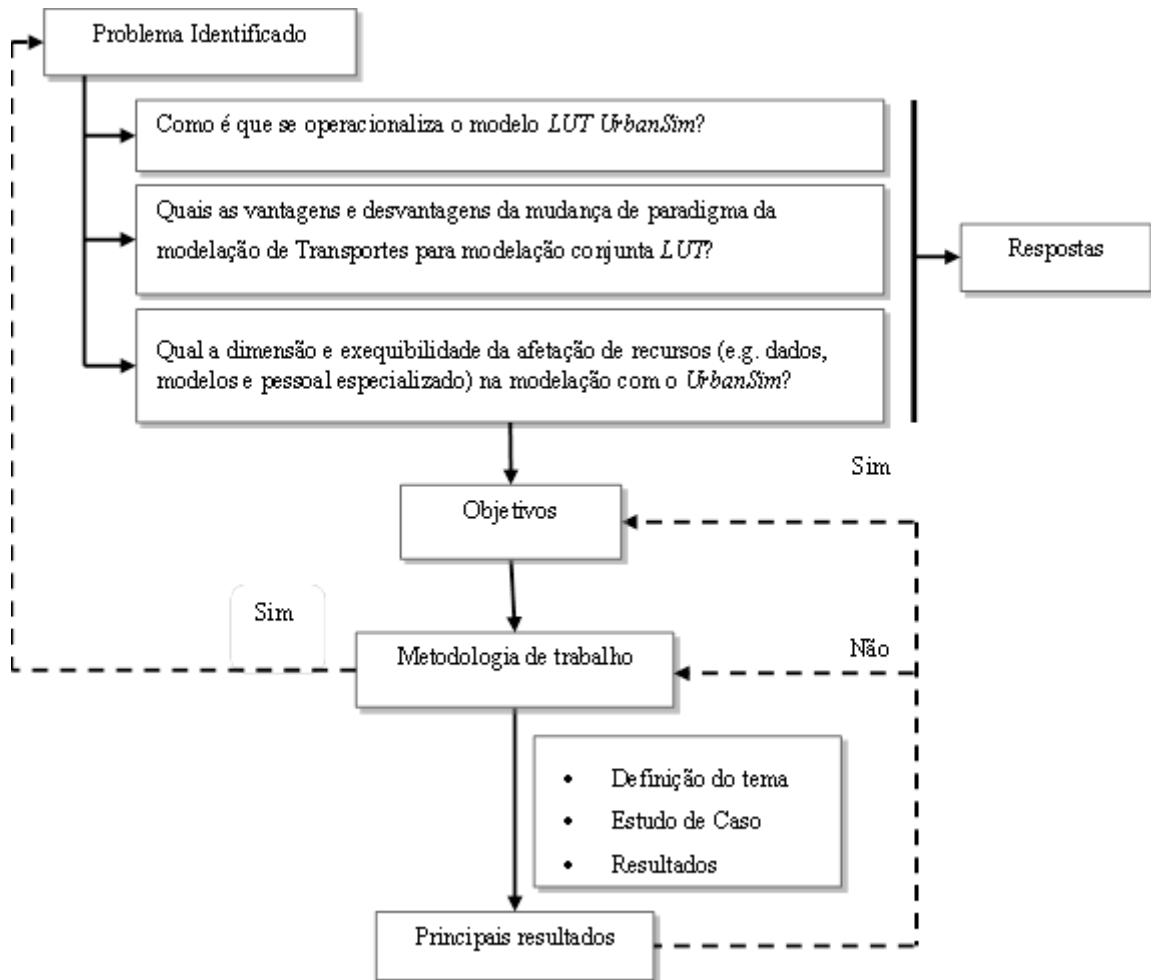 Problema Identificado
Como é que se operacionaliza o modelo LUT UrbanSim?
Quais as vantagens e desvantagens da mudança de paradigma da
modelação de Transportes para modelação conjunta LUT?
Respostas
Qual a dimensão e exequibilidade da afetação de recursos (e.g. dados,
modelos e pessoal especializado) na modelação com o UrbanSim?
Sim
Objetivos
Sim
Metodologia de trabalho
Não
• Definição do tema
• Estudo de Caso
• Resultados
Principais resultados